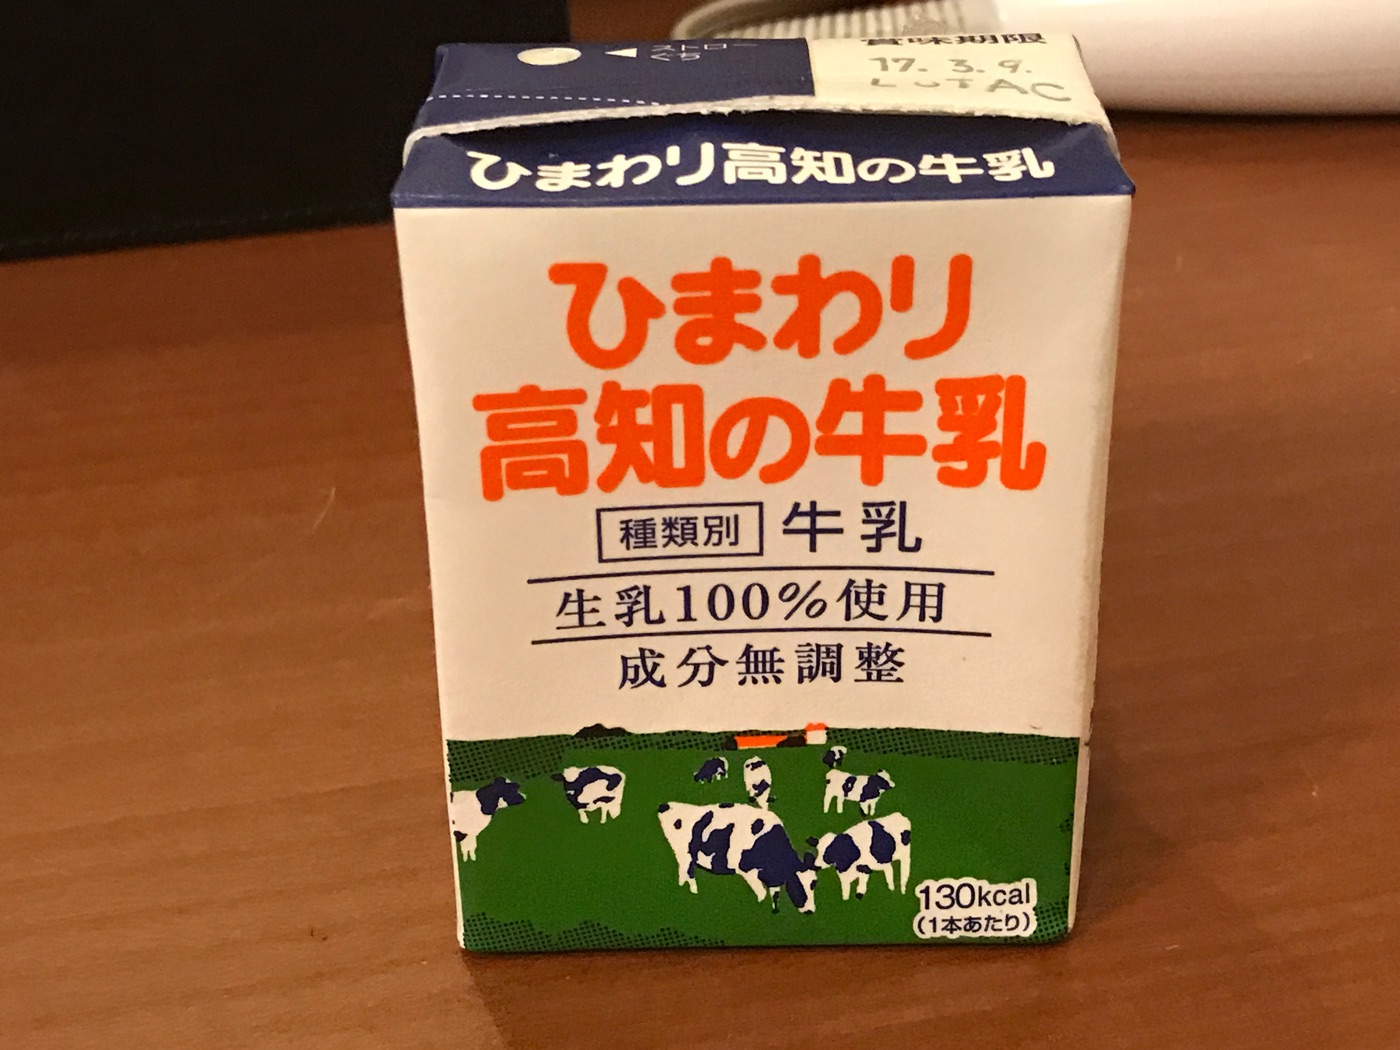 ストロー
ぐち
賞味期限
17. 3. 9.
ひまわり高知の牛乳
ひまわり
高知の牛乳
種類別 牛乳
生乳100%使用
成分無調整
130kcal
(1本あたり)